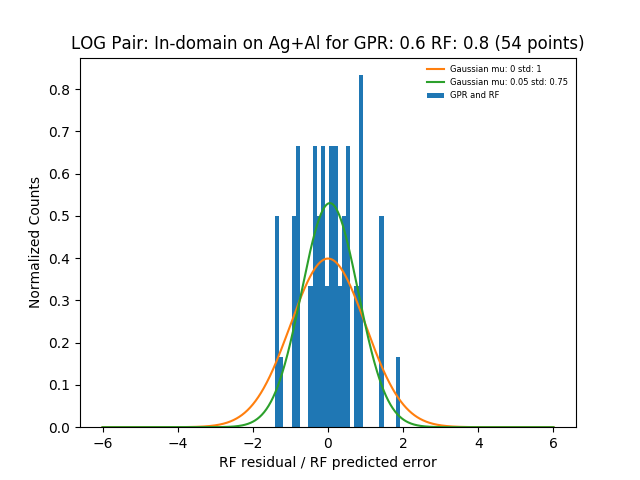 LOG Pair: In-domain on Ag+Al for GPR: 0.6 RF: 0.8 (54 points)
Gaussian mu: 0 std: 1
Gaussian mu: 0.05 std: 0.75
GPR and RF
Normalized Counts
0.8
0.7
0.6
0.5
0.4
0.3
0.2
0.1
0.0
−6 −4 −2 0 2 4 6
RF residual / RF predicted error